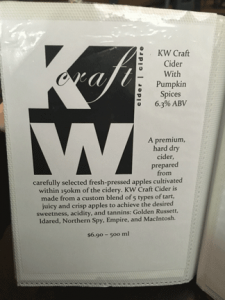 K craft
W
cider | cidre
KW Craft
Cider
With
Pumpkin
Spices
6.3% ABV
A premium,
hard dry
cider,
prepared
from
carefully selected fresh-pressed apples cultivated
within 150km of the cidery. KW Craft Cider is
made from a custom blend of 5 types of tart,
juicy and crisp apples to achieve the desired
sweetness, acidity, and tannins: Golden Russett,
Idared, Northern Spy, Empire, and MacIntosh.
$6.90 – 500 ml